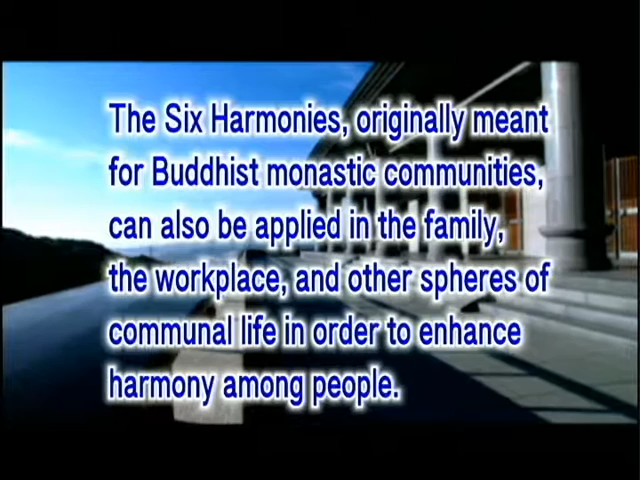 The Six Harmonies, originally meant
for Buddhist monastic communities,
can also be applied in the family,
the workplace, and other spheres of
communal life in order to enhance
harmony among people.